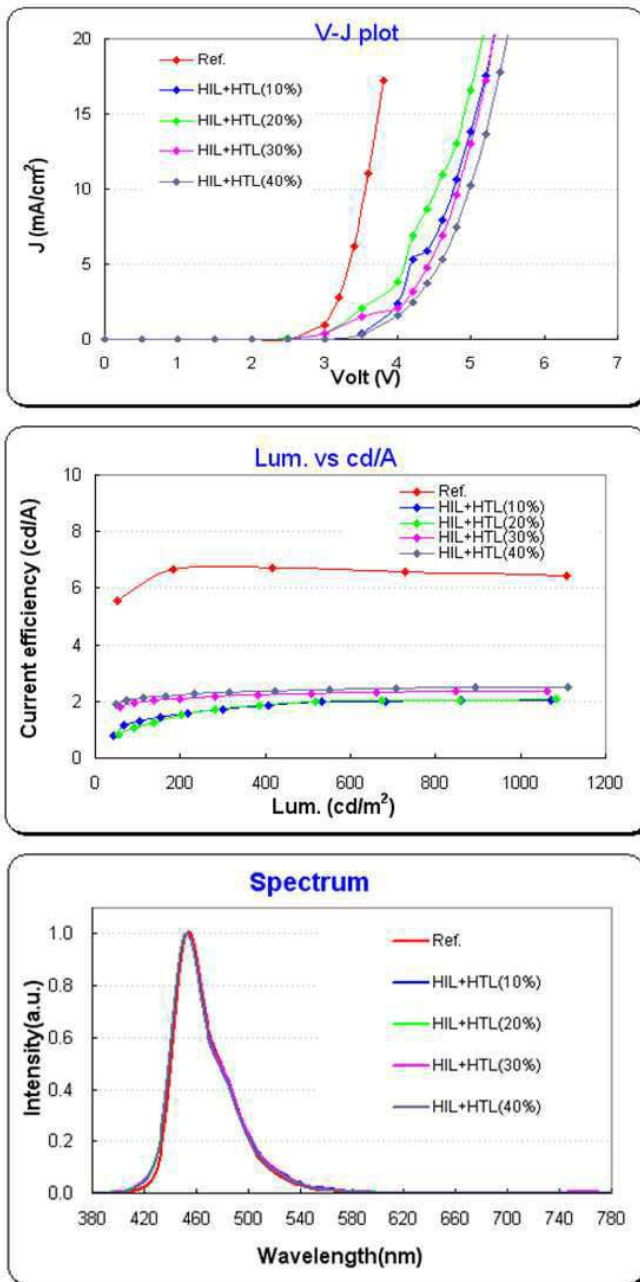 V-J plot
20
15
10
5
0
J (mA/cm²)
Ref.
HIL+HTL(10%)
HIL+HTL(20%)
HIL+HTL(30%)
HIL+HTL(40%)
0 1 2 3 4 5 6 7
Volt (V)
Lum. vs cd/A
10
8
6
4
2
0
Current efficiency (cd/A)
Ref.
HIL+HTL(10%)
HIL+HTL(20%)
HIL+HTL(30%)
HIL+HTL(40%)
0 200 400 600 800 1000 1200
Lum. (cd/m²)
Spectrum
1.0
0.8
0.6
0.4
0.2
0.0
Intensity(a.u.)
Ref.
HIL+HTL(10%)
HIL+HTL(20%)
HIL+HTL(30%)
HIL+HTL(40%)
380 420 460 500 540 580 620 660 700 740 780
Wavelength(nm)